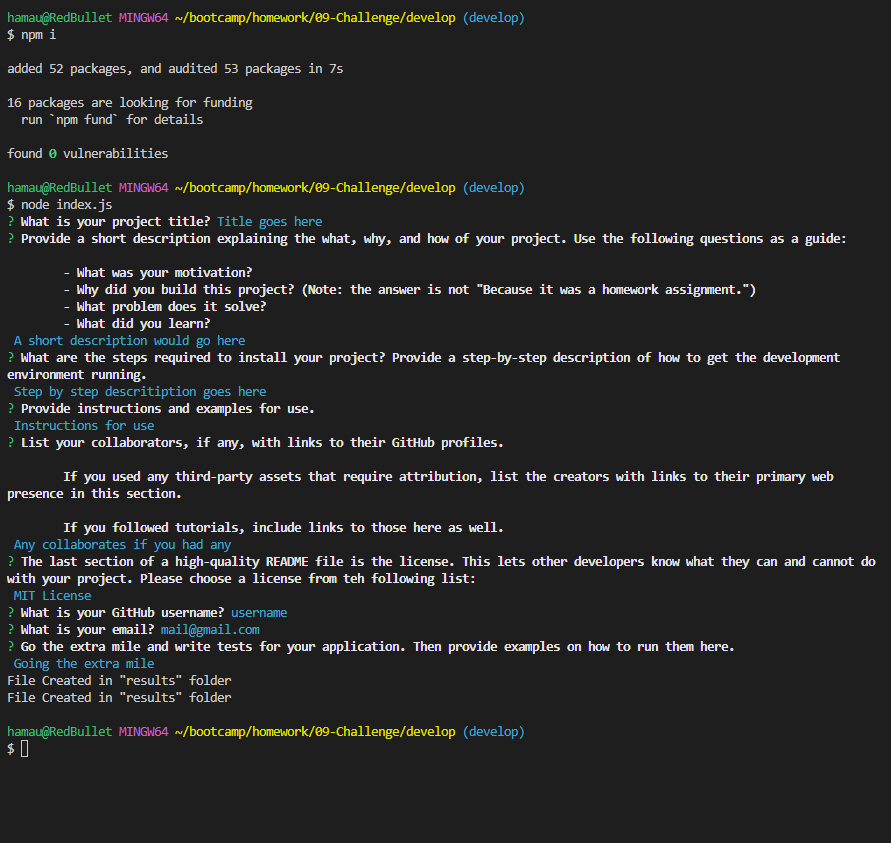 hamau@RedBullet MINGW64 ~/bootcamp/homework/09-Challenge/develop (develop)
$ npm i
added 52 packages, and audited 53 packages in 7s
16 packages are looking for funding
run `npm fund` for details
found 0 vulnerabilities
hamau@RedBullet MINGW64 ~/bootcamp/homework/09-Challenge/develop (develop)
$ node index.js
? What is your project title? Title goes here
? Provide a short description explaining the what, why, and how of your project. Use the following questions as a guide:
- What was your motivation?
- Why did you build this project? (Note: the answer is not "Because it was a homework assignment.")
- What problem does it solve?
- What did you learn?
A short description would go here
? What are the steps required to install your project? Provide a step-by-step description of how to get the development
environment running.
Step by step descritiption goes here
? Provide instructions and examples for use.
Instructions for use
? List your collaborators, if any, with links to their GitHub profiles.
If you used any third-party assets that require attribution, list the creators with links to their primary web
presence in this section.
If you followed tutorials, include links to those here as well.
Any collaborates if you had any
? The last section of a high-quality README file is the license. This lets other developers know what they can and cannot do
with your project. Please choose a license from teh following list:
MIT License
? What is your GitHub username? username
? What is your email? mail@gmail.com
? Go the extra mile and write tests for your application. Then provide examples on how to run them here.
Going the extra mile
File Created in "results" folder
File Created in "results" folder
hamau@RedBullet MINGW64 ~/bootcamp/homework/09-Challenge/develop (develop)
$